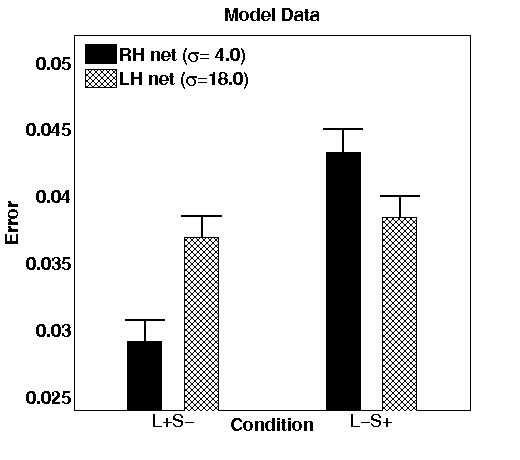 Model Data
RH net (σ= 4.0)
LH net (σ=18.0)
0.05
0.045
0.04
0.035
0.03
0.025
Error
L+S−
L−S+
Condition